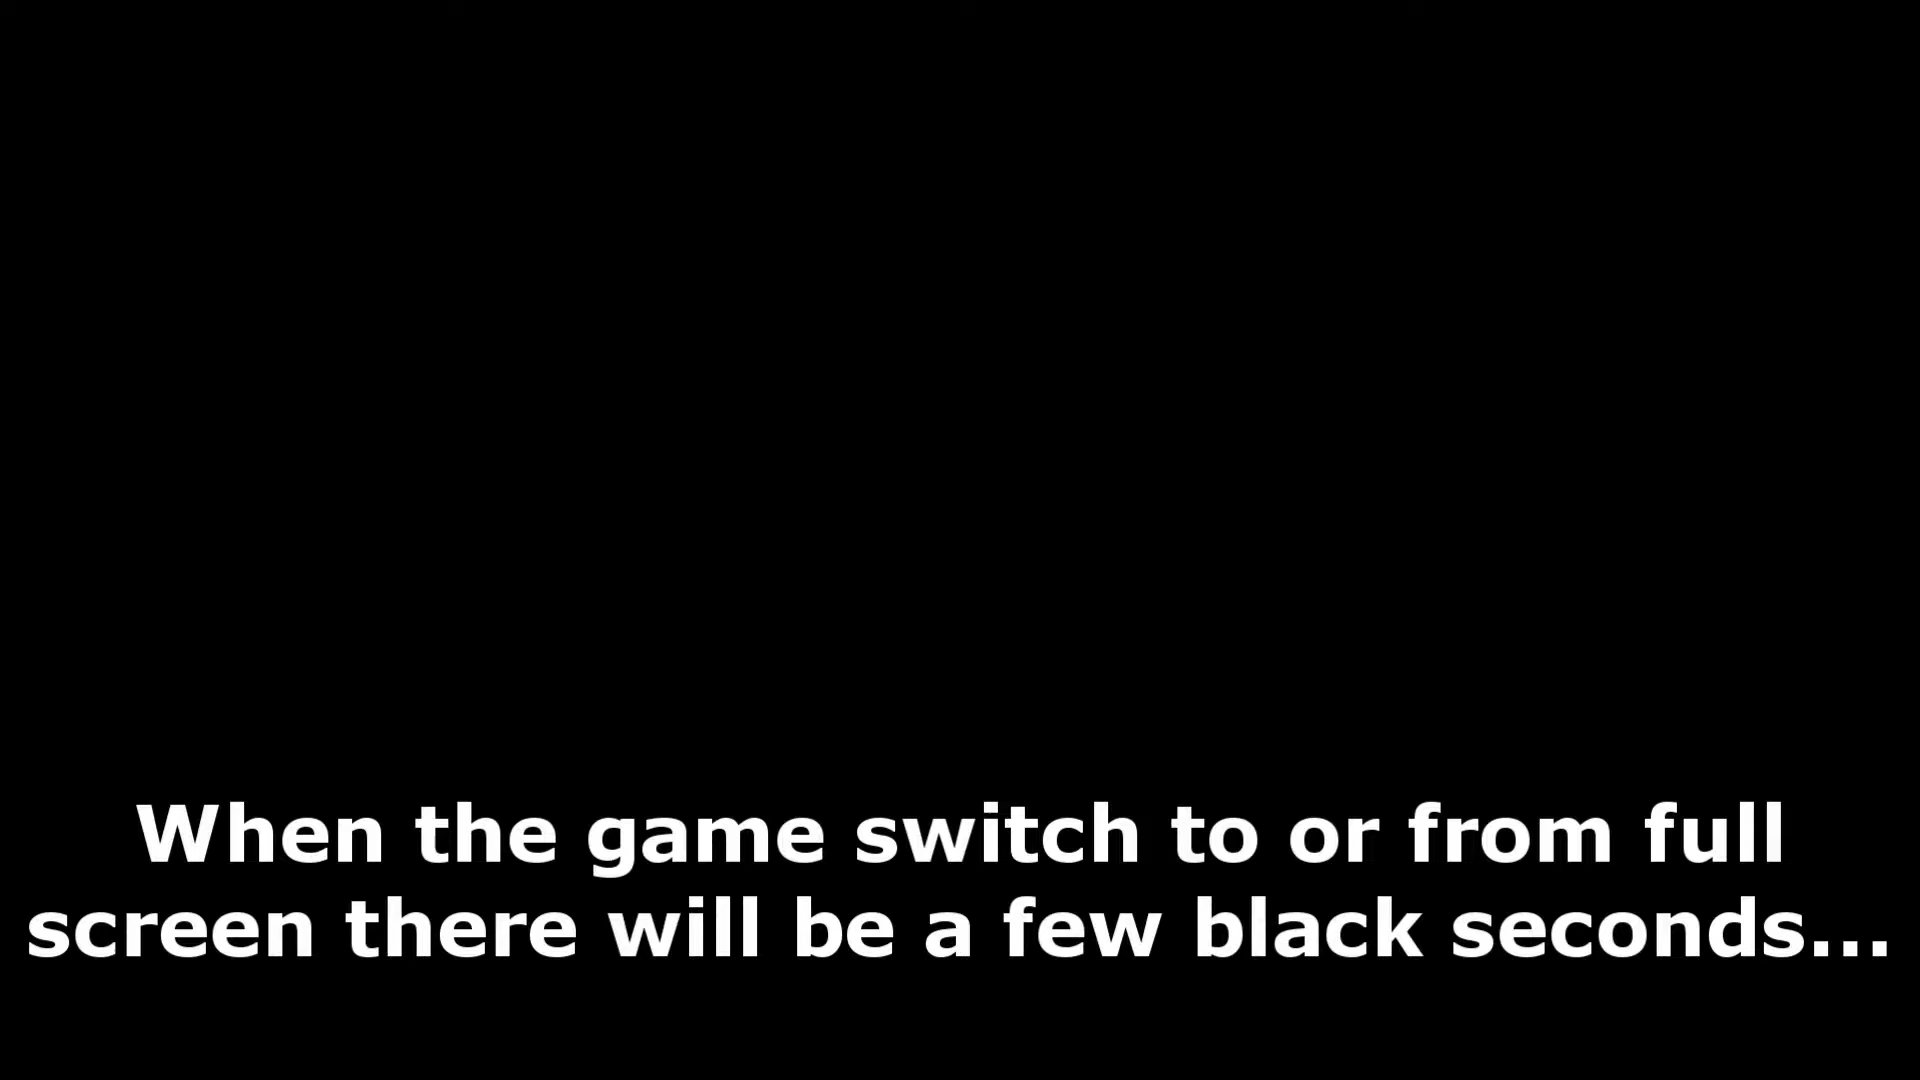 When the game switch to or from full
screen there will be a few black seconds...